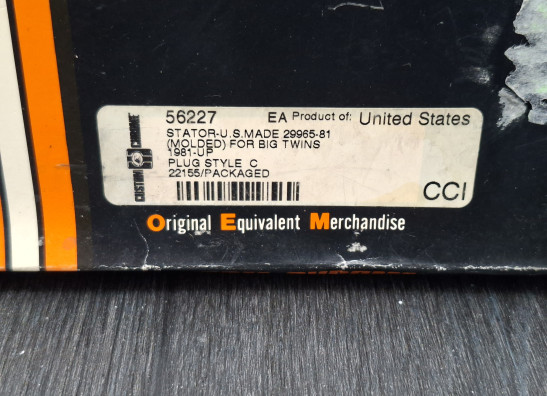 56227 EA Product of: United States
STATOR-U.S.MADE 29965-81
(MOLDED) FOR BIG TWINS
1981-UP
PLUG STYLE C
22155/PACKAGED
CCI
Original Equivalent Merchandise